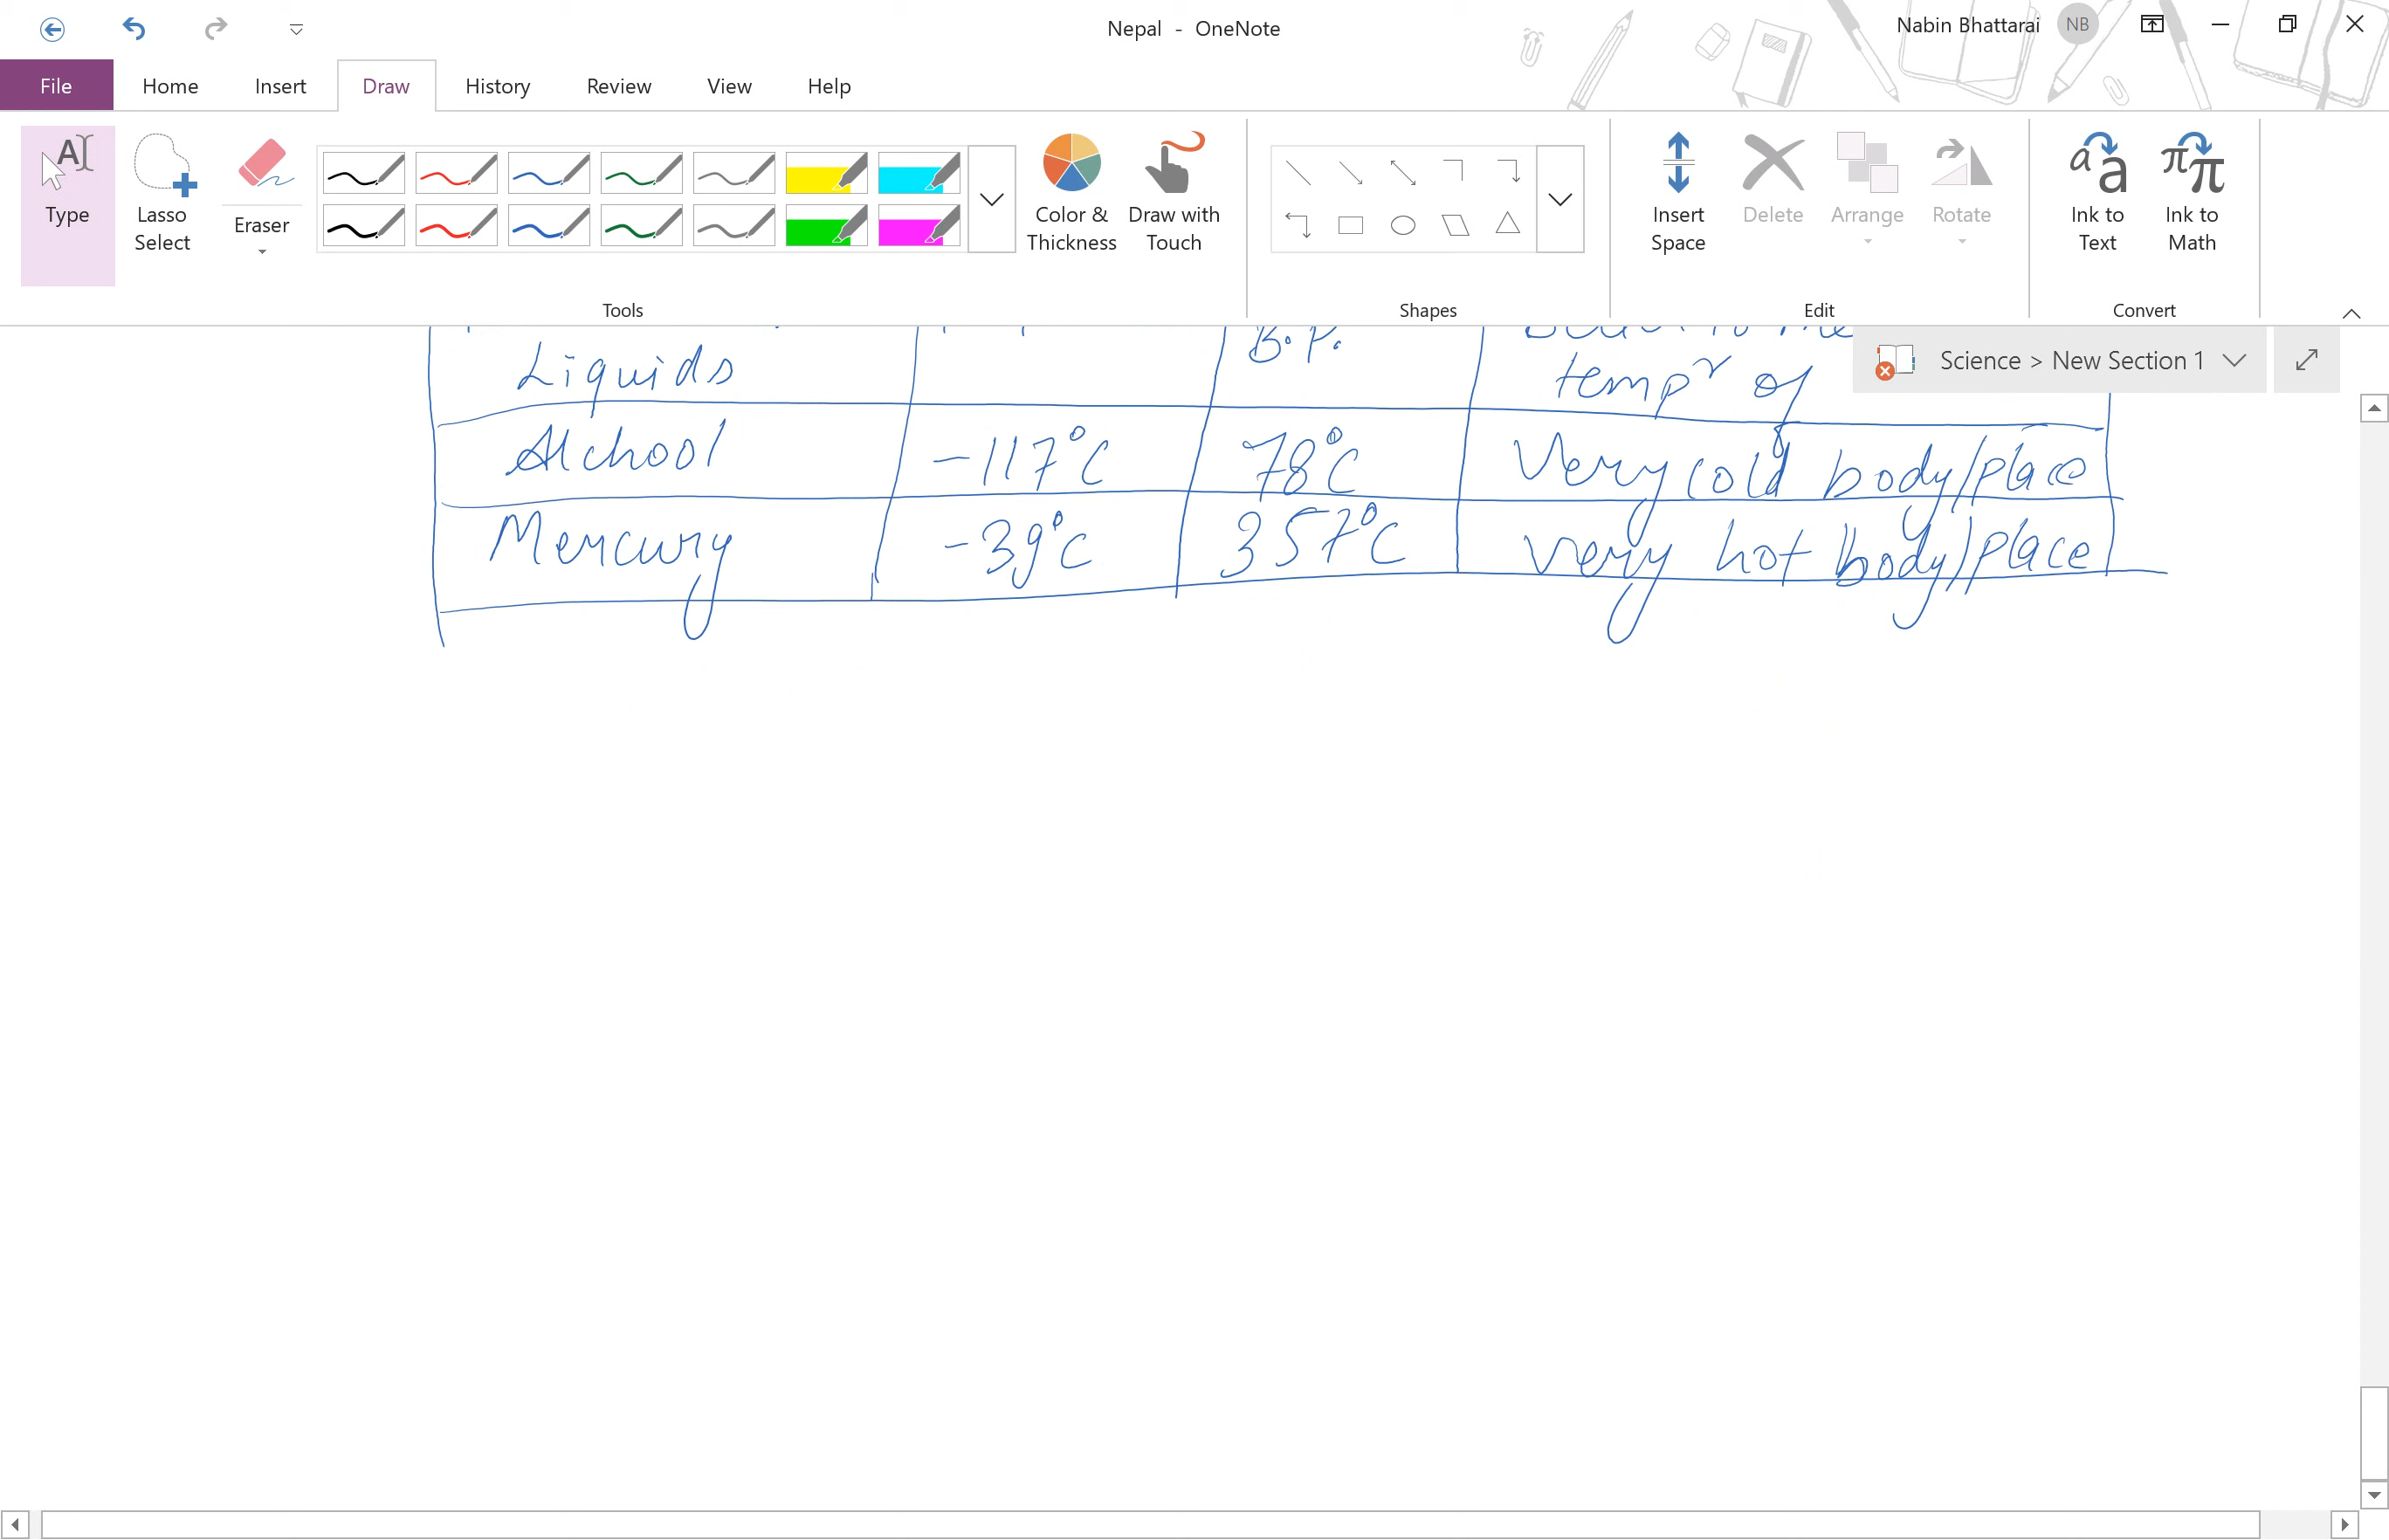 Nepal - OneNote
Nabin Bhattarai NB
File Home Insert Draw History Review View Help
Type
Lasso Select
Eraser
Color & Thickness
Draw with Touch
Insert Space
Delete
Arrange
Rotate
Ink to Text
Ink to Math
Tools Shapes Edit Convert
Science > New Section 1
Liquids B.P.
tempr of
Alchool -117°C 78°C Very cold body/place
Mercury -39°C 357°C very hot body/place